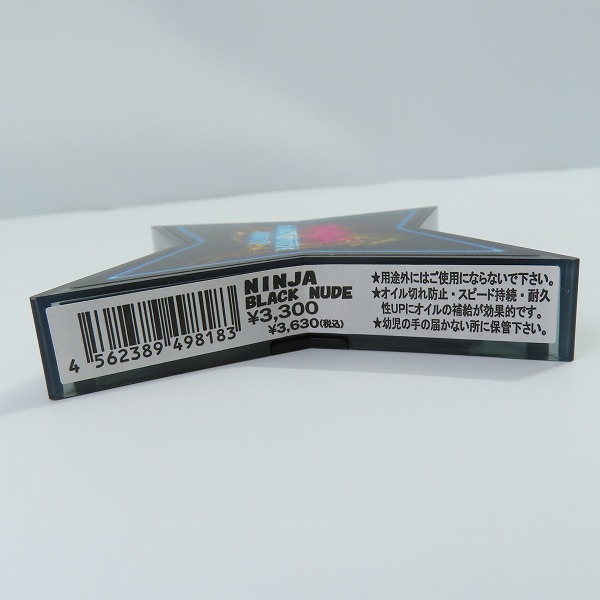 4 562389 498183
NINJA
BLACK NUDE
¥3,300
¥3,630(税込)
★用途外にはご使用にならないで下さい。
★オイル切れ防止・スピード持続・耐久
性UPにオイルの補給が効果的です。
★幼児の手の届かない所に保管下さい。